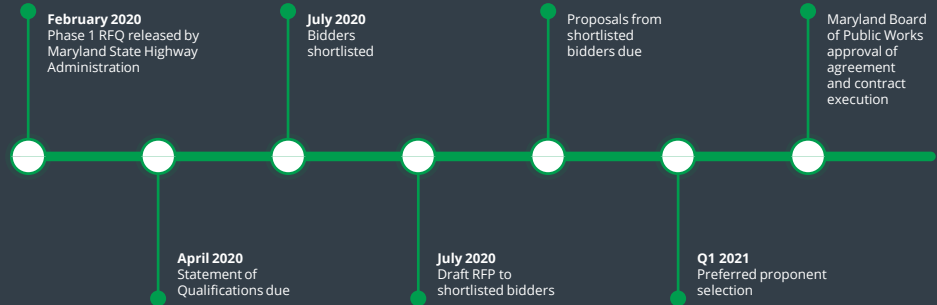 February 2020
Phase 1 RFQ released by
Maryland State Highway
Administration
April 2020
Statement of
Qualifications due
July 2020
Bidders
shortlisted
July 2020
Draft RFP to
shortlisted bidders
Proposals from
shortlisted
bidders due
Q1 2021
Preferred proponent
selection
Maryland Board
of Public Works
approval of
agreement
and contract
execution